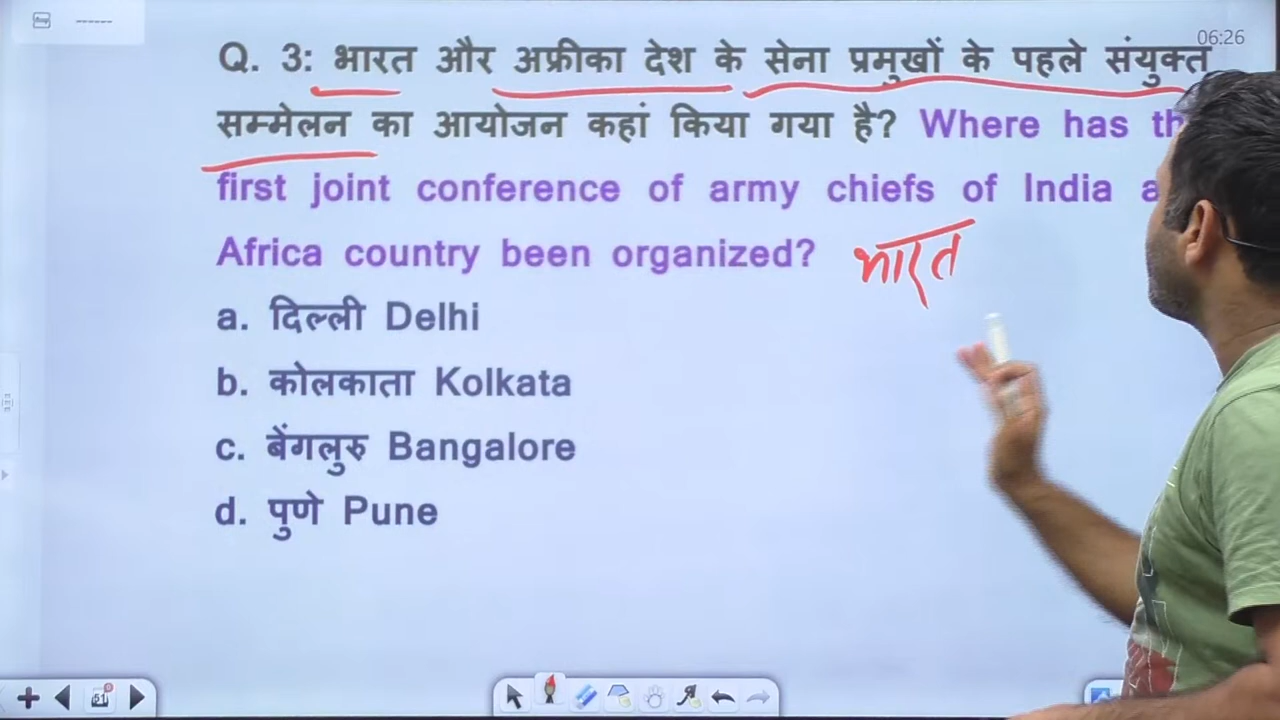 06:26
Q. 3: भारत और अफ्रीका देश के सेना प्रमुखों के पहले संयुक्त
सम्मेलन का आयोजन कहां किया गया है? Where has
first joint conference of army chiefs of India
Africa country been organized? भारत
a. दिल्ली Delhi
b. कोलकाता Kolkata
c. बेंगलुरु Bangalore
d. पुणे Pune
51